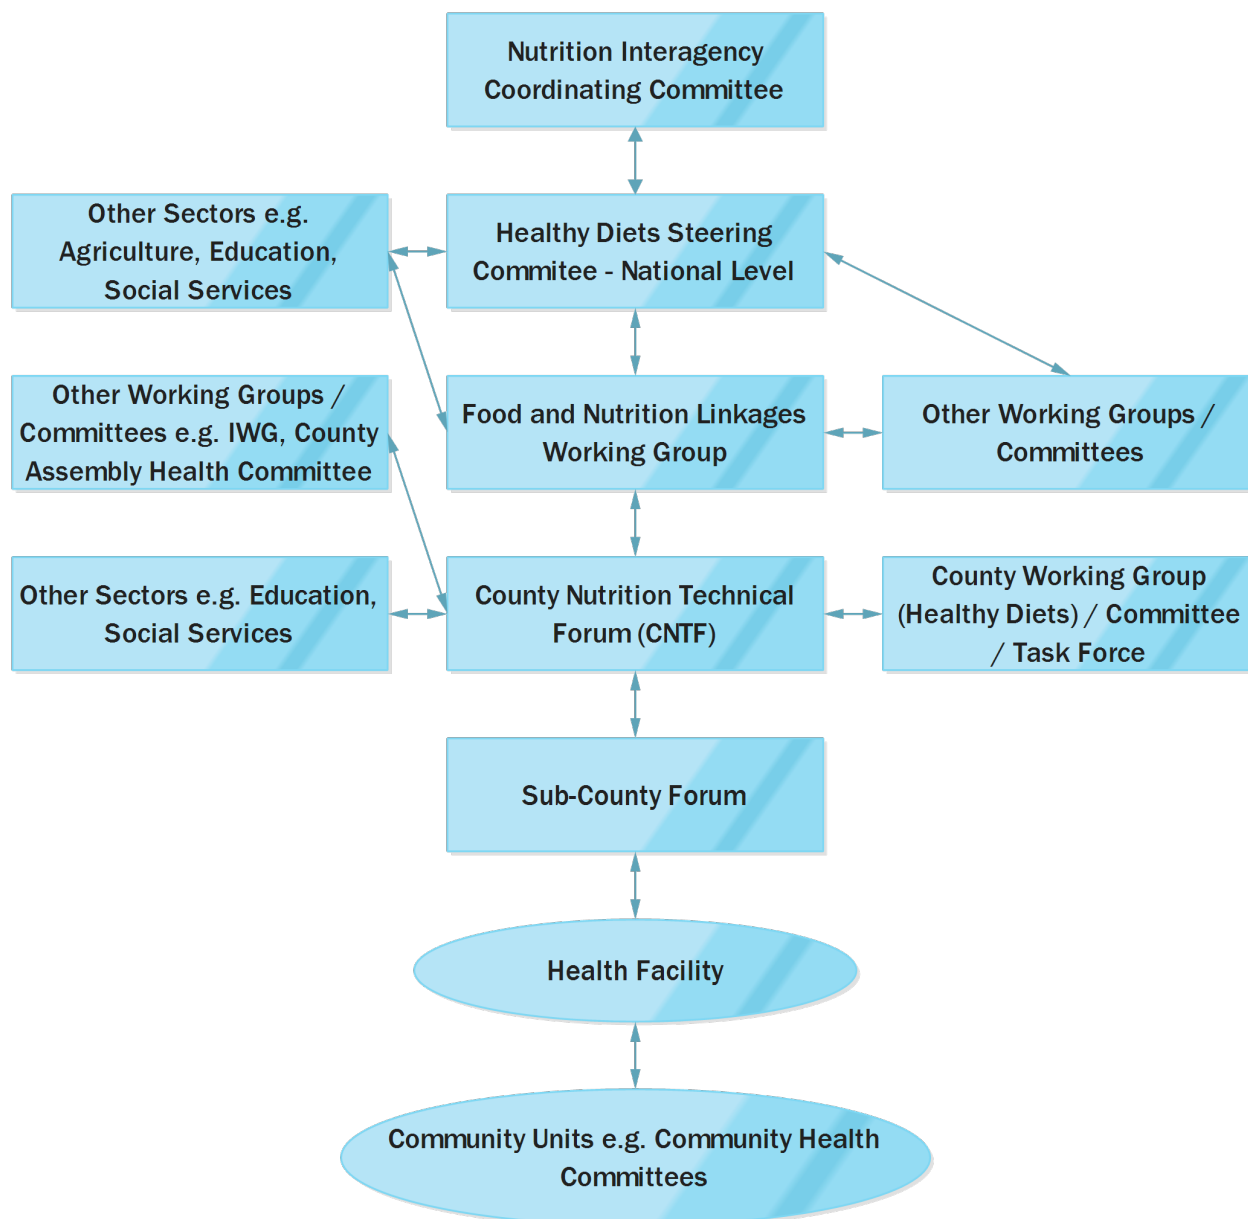 Nutrition Interagency
Coordinating Committee
Other Sectors e.g.
Agriculture, Education,
Social Services
Healthy Diets Steering
Commitee - National Level
Other Working Groups /
Committees e.g. IWG, County
Assembly Health Committee
Food and Nutrition Linkages
Working Group
Other Working Groups /
Committees
Other Sectors e.g. Education,
Social Services
County Nutrition Technical
Forum (CNTF)
County Working Group
(Healthy Diets) / Committee
/ Task Force
Sub-County Forum
Health Facility
Community Units e.g. Community Health
Committees